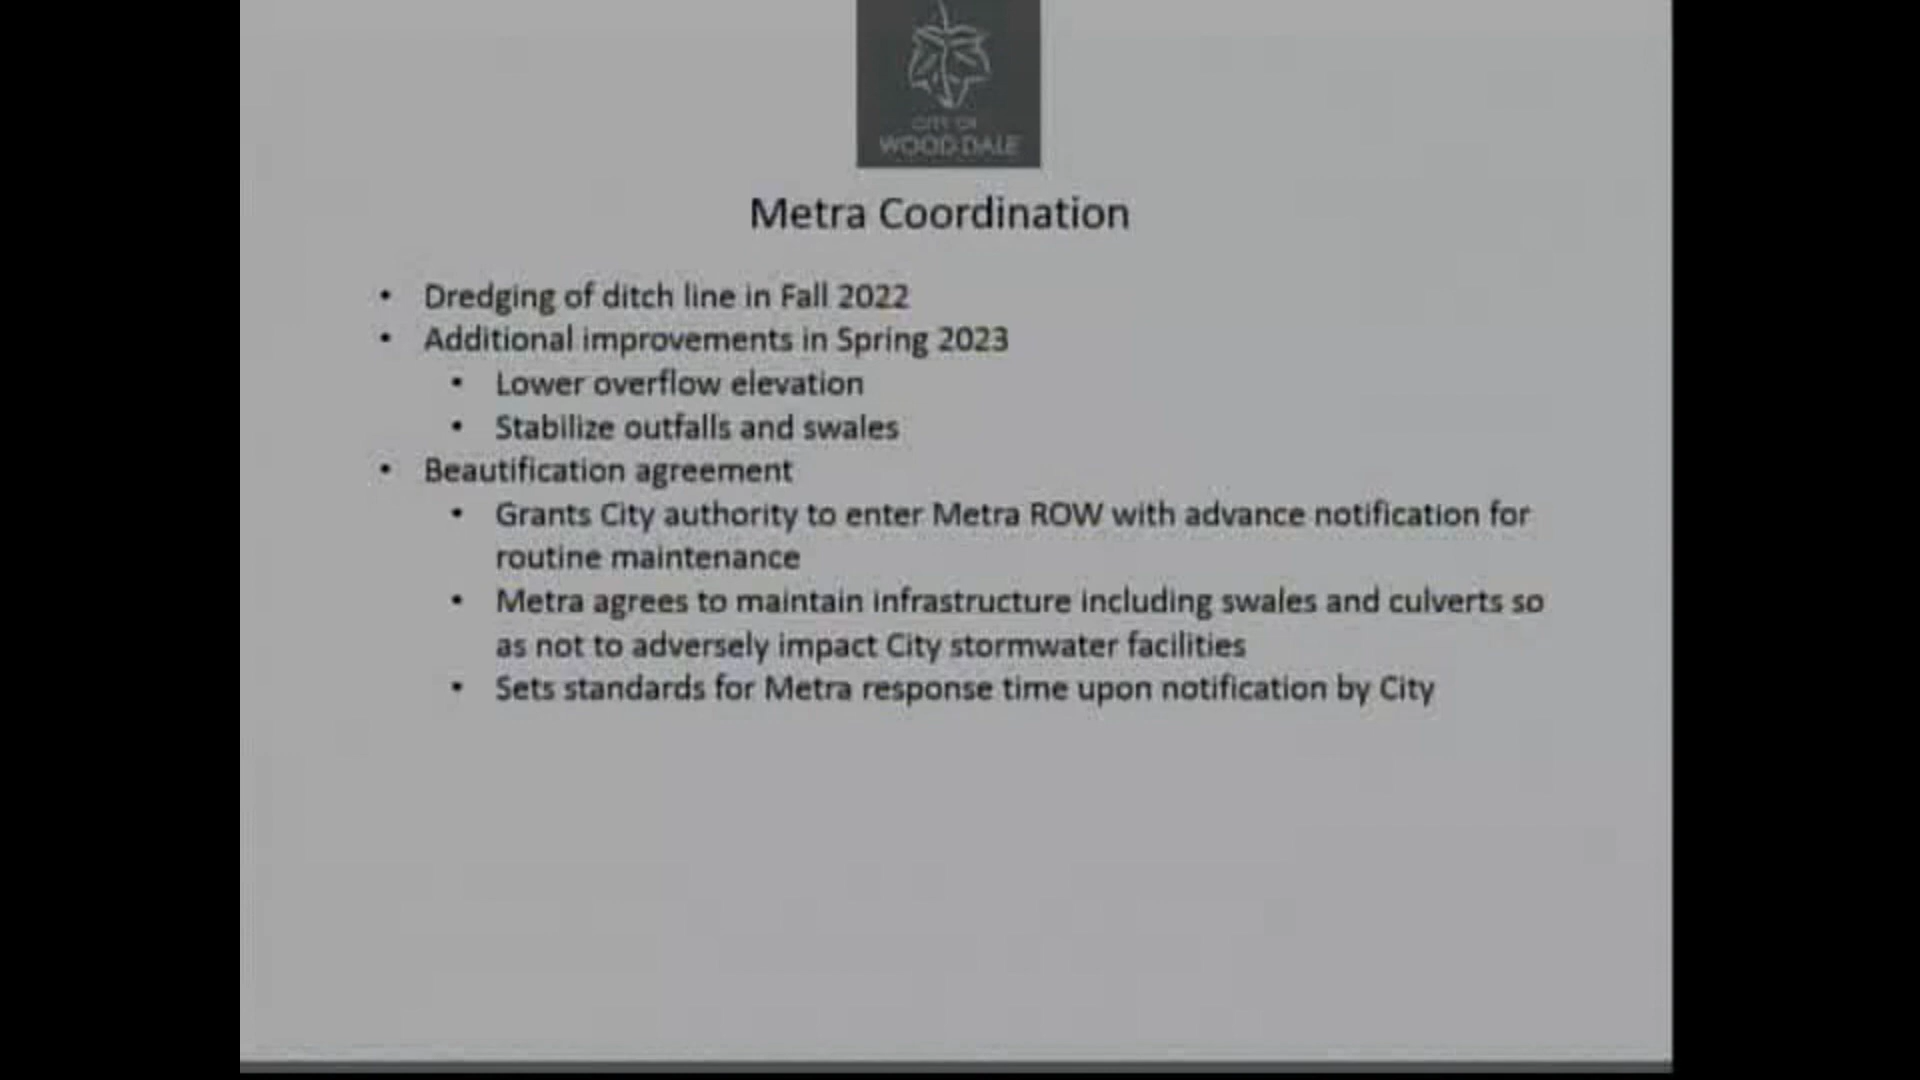 CITY OF
WOOD DALE
Metra Coordination
• Dredging of ditch line in Fall 2022
• Additional improvements in Spring 2023
• Lower overflow elevation
• Stabilize outfalls and swales
• Beautification agreement
• Grants City authority to enter Metra ROW with advance notification for
routine maintenance
• Metra agrees to maintain infrastructure including swales and culverts so
as not to adversely impact City stormwater facilities
• Sets standards for Metra response time upon notification by City